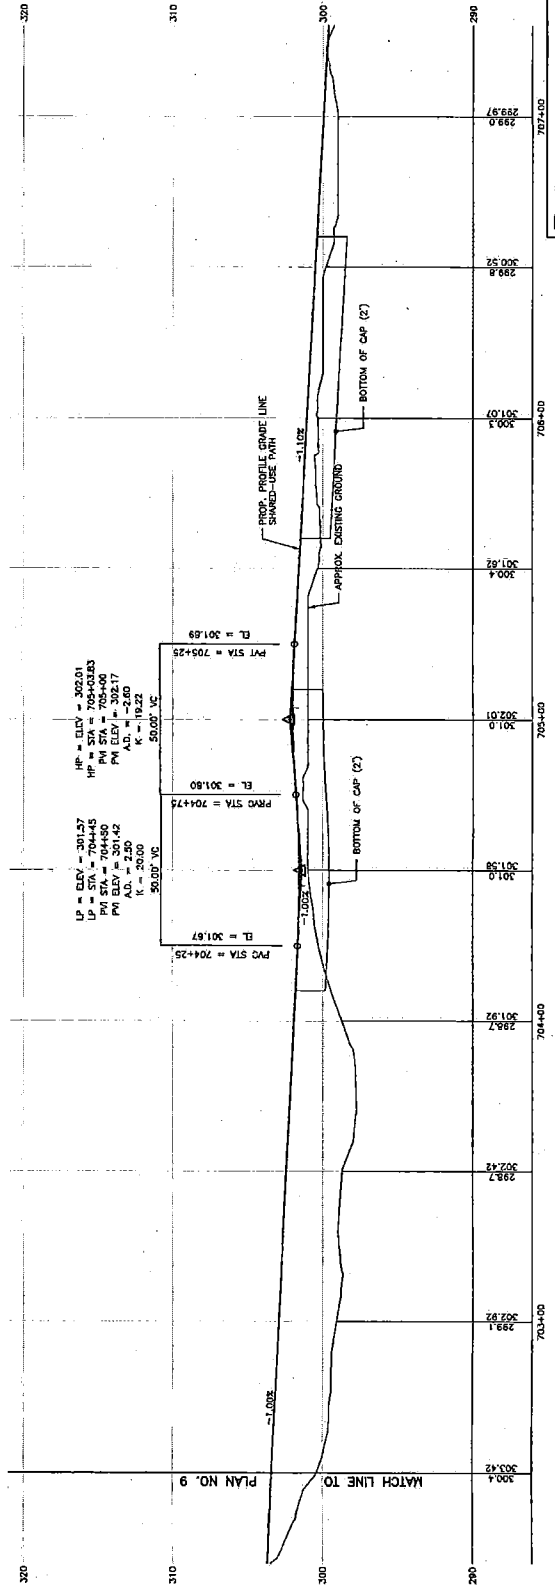 320
310
300
290
320
310
300
290
MATCH LINE TO PLAN NO. 9
-1.00%
LP = ELEV = 301.57
LP = STA = 704+45
PVI STA = 704+50
PVI ELEV = 301.42
A.D. = 2.50
K = 20.00
50.00' VC
HP = ELEV = 302.01
HP = STA = 705+03.83
PVI STA = 705+00
PVI ELEV = 302.17
A.D. = -2.60
K = 19.22
50.00' VC
PVC STA = 704+25
EL = 301.67
PRVC STA = 704+75
EL = 301.80
PVT STA = 705+25
EL = 301.69
-1.00%
PROP. PROFILE GRADE LINE
SHARED-USE PATH
-1.10%
BOTTOM OF CAP (2')
APPROX. EXISTING GROUND
BOTTOM OF CAP (2')
303.42
300.4
302.92
299.1
302.42
298.7
301.92
298.7
301.58
301.0
302.01
301.0
301.62
300.4
301.07
300.3
300.52
299.8
299.97
299.0
703+00
704+00
705+00
706+00
707+00